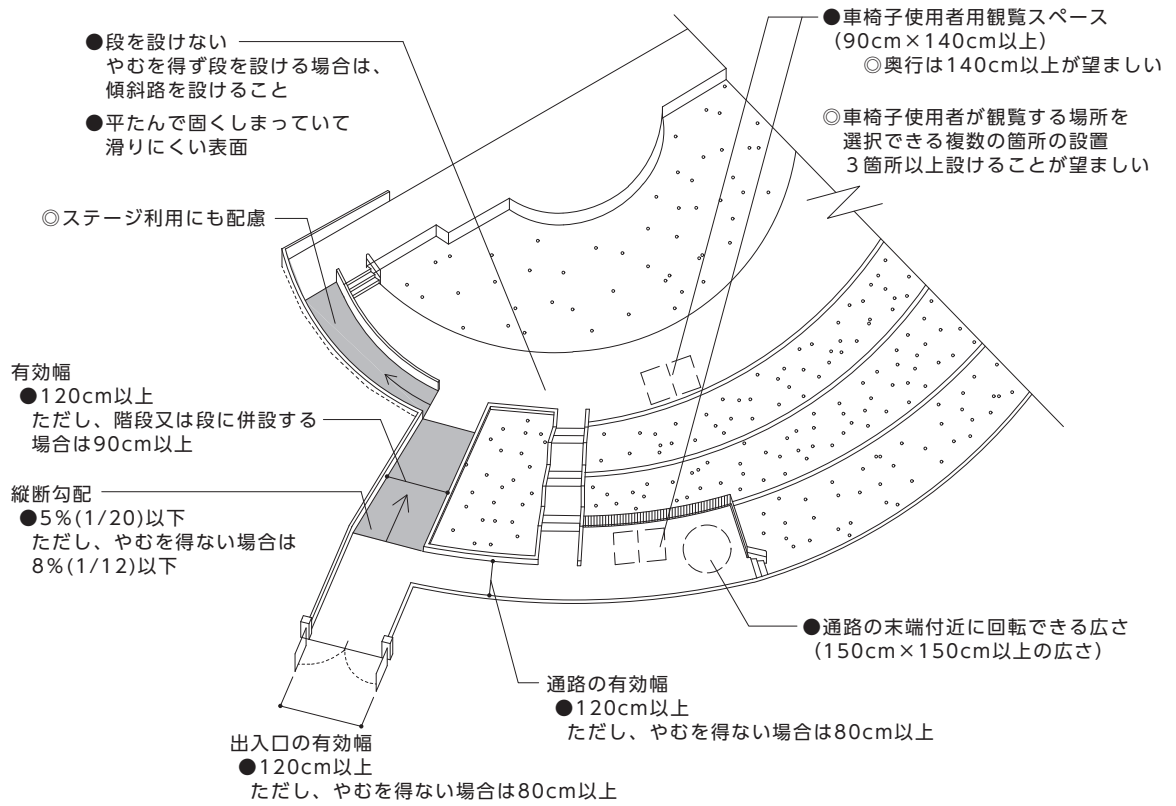 ●段を設けない
やむを得ず段を設ける場合は、
傾斜路を設けること
●平たんで固くしまっていて
滑りにくい表面
◎ステージ利用にも配慮
有効幅
●120cm以上
ただし、階段又は段に併設する
場合は90cm以上
縦断勾配
●5%(1/20)以下
ただし、やむを得ない場合は
8%(1/12)以下
●車椅子使用者用観覧スペース
(90cm×140cm以上)
◎奥行は140cm以上が望ましい
◎車椅子使用者が観覧する場所を
選択できる複数の箇所の設置
3箇所以上設けることが望ましい
●通路の末端付近に回転できる広さ
(150cm×150cm以上の広さ)
通路の有効幅
●120cm以上
ただし、やむを得ない場合は80cm以上
出入口の有効幅
●120cm以上
ただし、やむを得ない場合は80cm以上